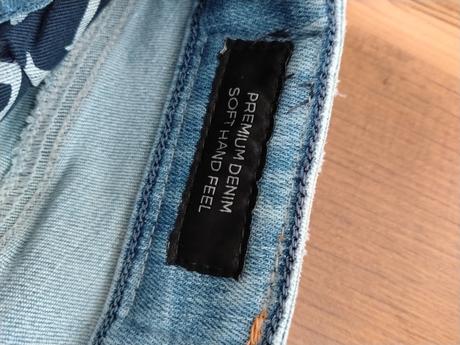 PREMIUM DENIM
SOFT HAND FEEL